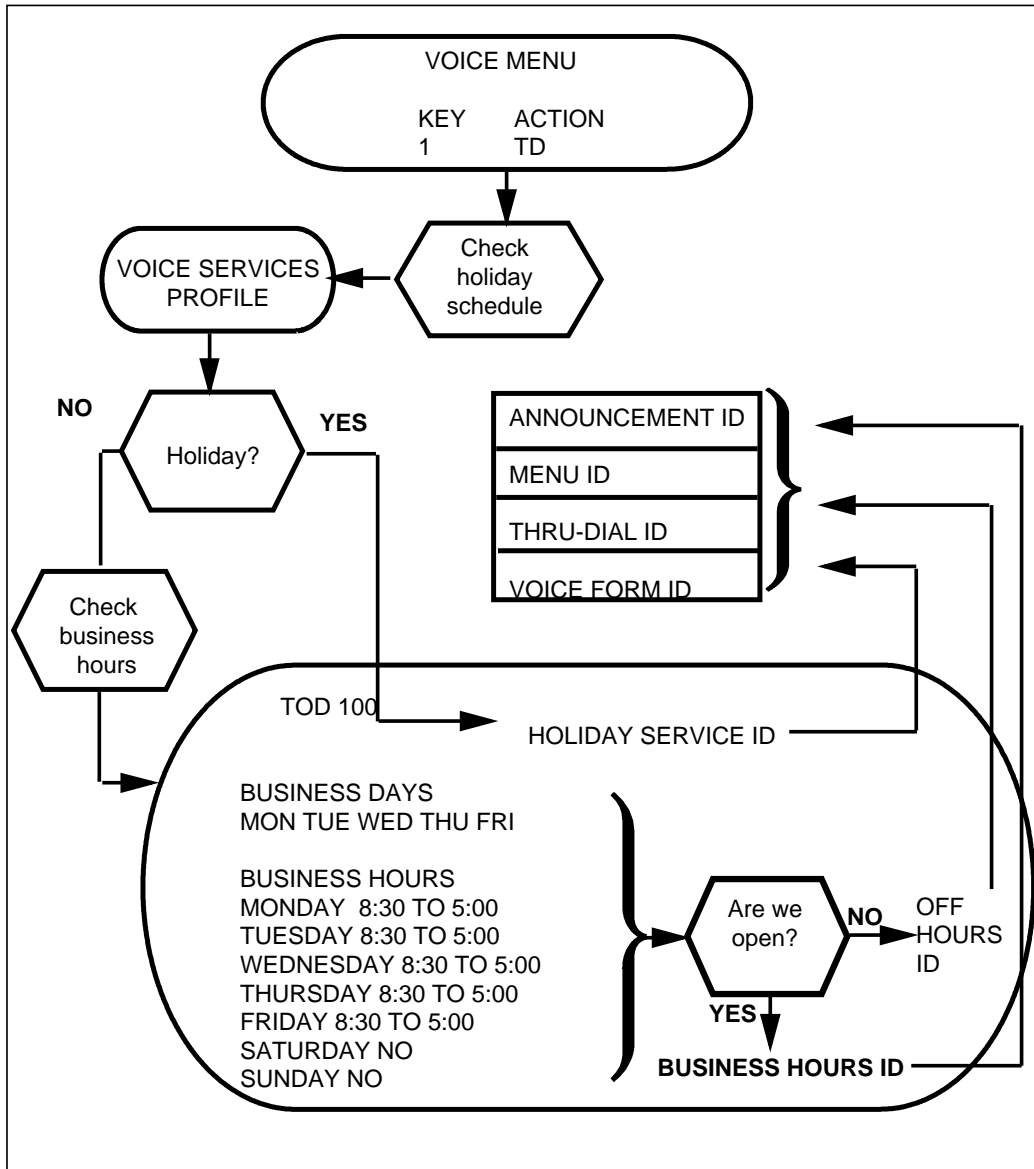 VOICE MENU
KEY ACTION
1 TD
Check
holiday
schedule
VOICE SERVICES
PROFILE
NO
YES
Holiday?
ANNOUNCEMENT ID
MENU ID
THRU-DIAL ID
VOICE FORM ID
Check
business
hours
TOD 100
HOLIDAY SERVICE ID
BUSINESS DAYS
MON TUE WED THU FRI
BUSINESS HOURS
MONDAY 8:30 TO 5:00
TUESDAY 8:30 TO 5:00
WEDNESDAY 8:30 TO 5:00
THURSDAY 8:30 TO 5:00
FRIDAY 8:30 TO 5:00
SATURDAY NO
SUNDAY NO
Are we
open?
NO
OFF
HOURS
ID
YES
BUSINESS HOURS ID